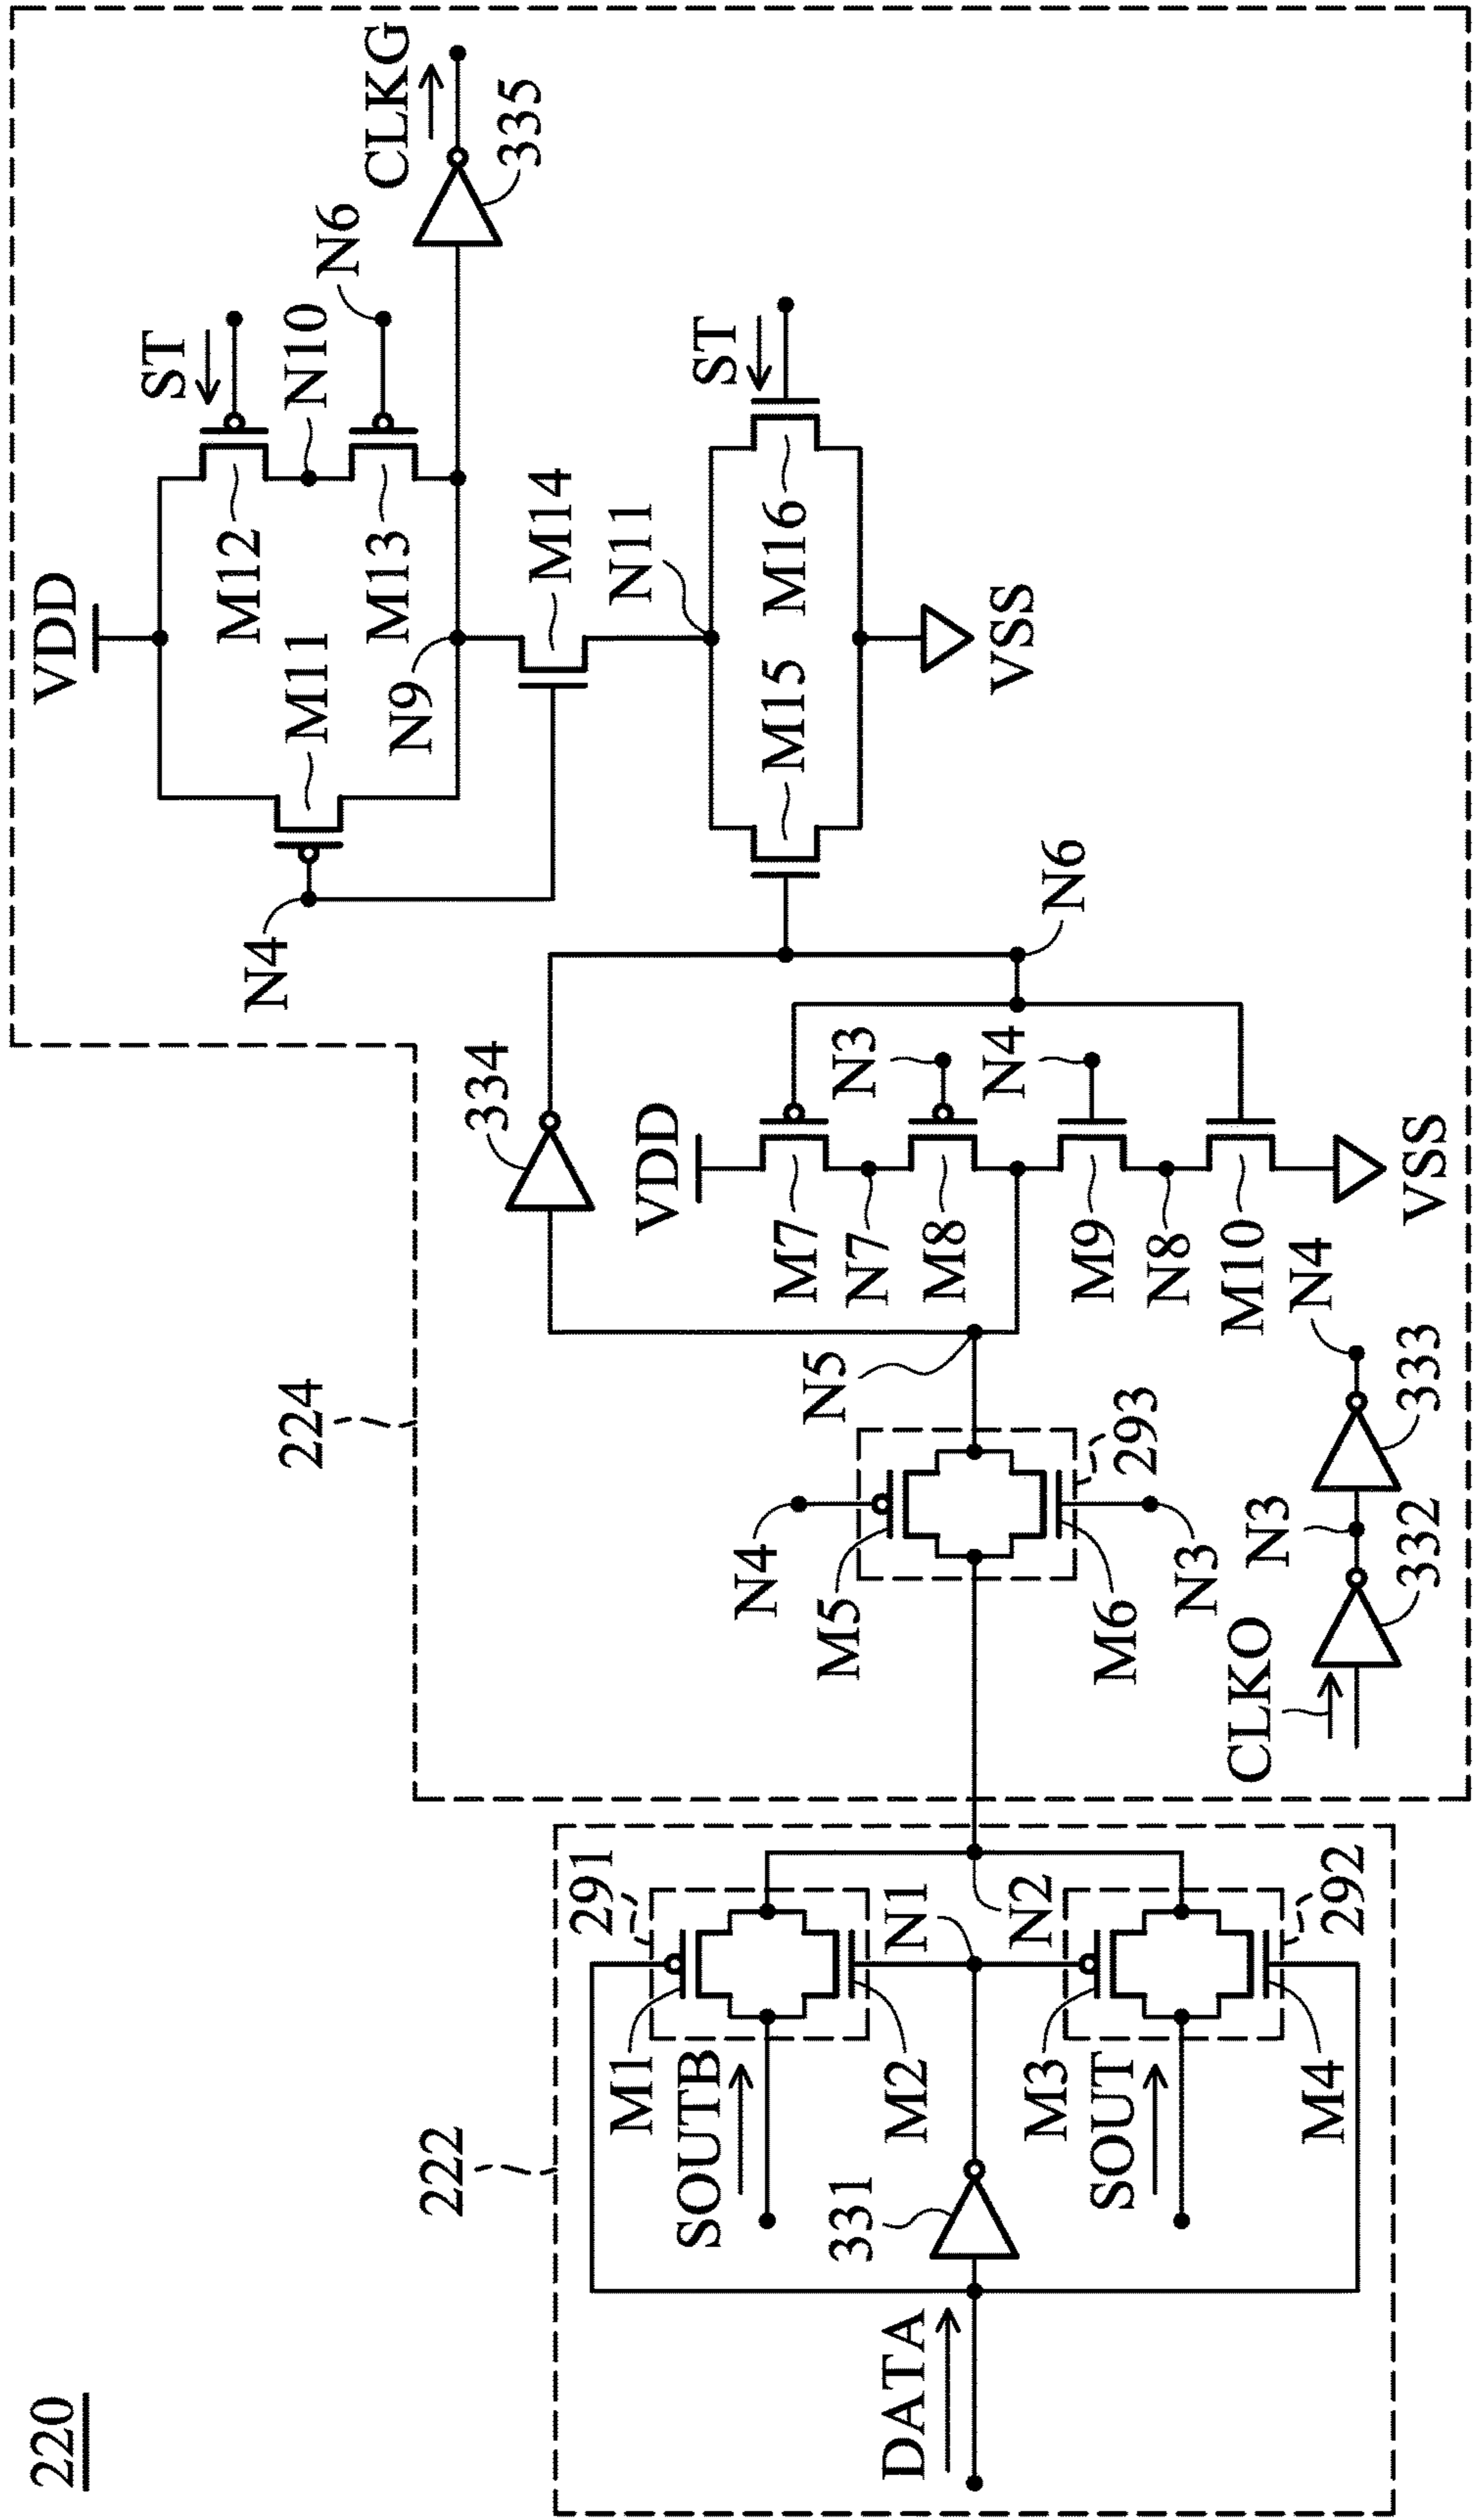 220
222
DATA
331
SOUTB
M1
M2
291
N1
N2
SOUT
M3
M4
292
224
CLKO
332
N3
333
N4
N4
M5
M6
N3
293
N5
334
VDD
M7
N7
M8
N3
M9
N4
N8
M10
VSS
N6
N4
VDD
M11
M12
ST
N10
M13
N6
N9
M14
N11
M15
M16
ST
VSS
335
CLKG